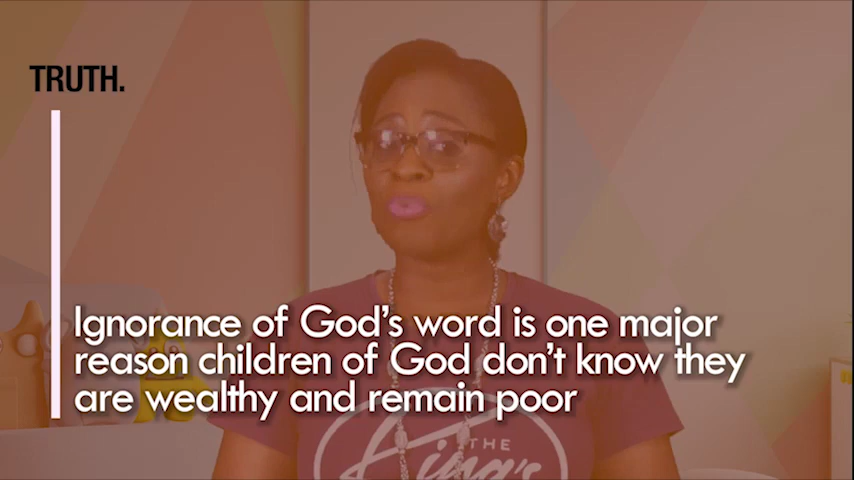 TRUTH.
Ignorance of God's word is one major
reason children of God don't know they
are wealthy and remain poor
THE
King's